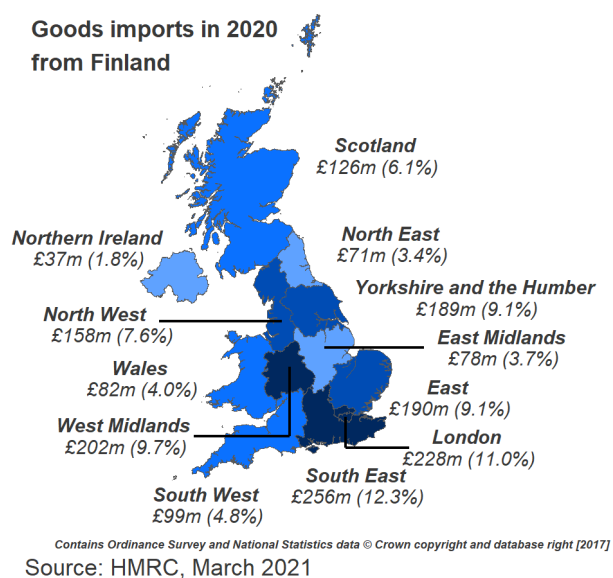 Goods imports in 2020
from Finland
Scotland
£126m (6.1%)
Northern Ireland
£37m (1.8%)
North East
£71m (3.4%)
Yorkshire and the Humber
£189m (9.1%)
North West
£158m (7.6%)
East Midlands
£78m (3.7%)
Wales
£82m (4.0%)
East
£190m (9.1%)
West Midlands
£202m (9.7%)
London
£228m (11.0%)
South East
£256m (12.3%)
South West
£99m (4.8%)
Contains Ordinance Survey and National Statistics data © Crown copyright and database right [2017]
Source: HMRC, March 2021